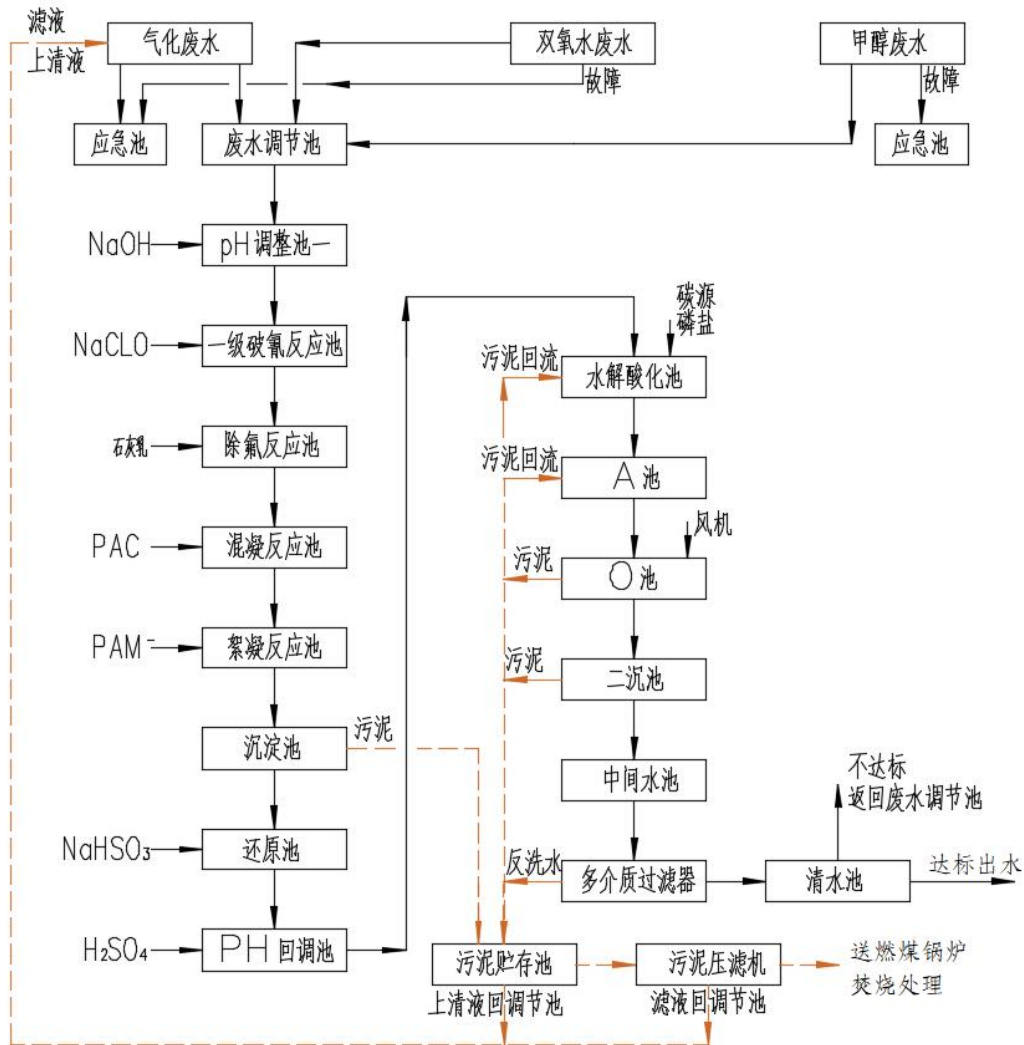 滤液
上清液
气化废水
双氧水废水
甲醇废水
故障
故障
应急池
废水调节池
应急池
NaOH
pH调整池一
碳源
磷盐
NaCLO
一级破氰反应池
污泥回流
水解酸化池
石灰乳
除氟反应池
污泥回流
A池
风机
PAC
混凝反应池
污泥
O池
PAM-
絮凝反应池
污泥
二沉池
沉淀池
污泥
中间水池
不达标
返回废水调节池
NaHSO₃
还原池
反洗水
多介质过滤器
清水池
达标出水
H₂SO₄
PH回调池
污泥贮存池
污泥压滤机
送燃煤锅炉
焚烧处理
上清液回调节池
滤液回调节池